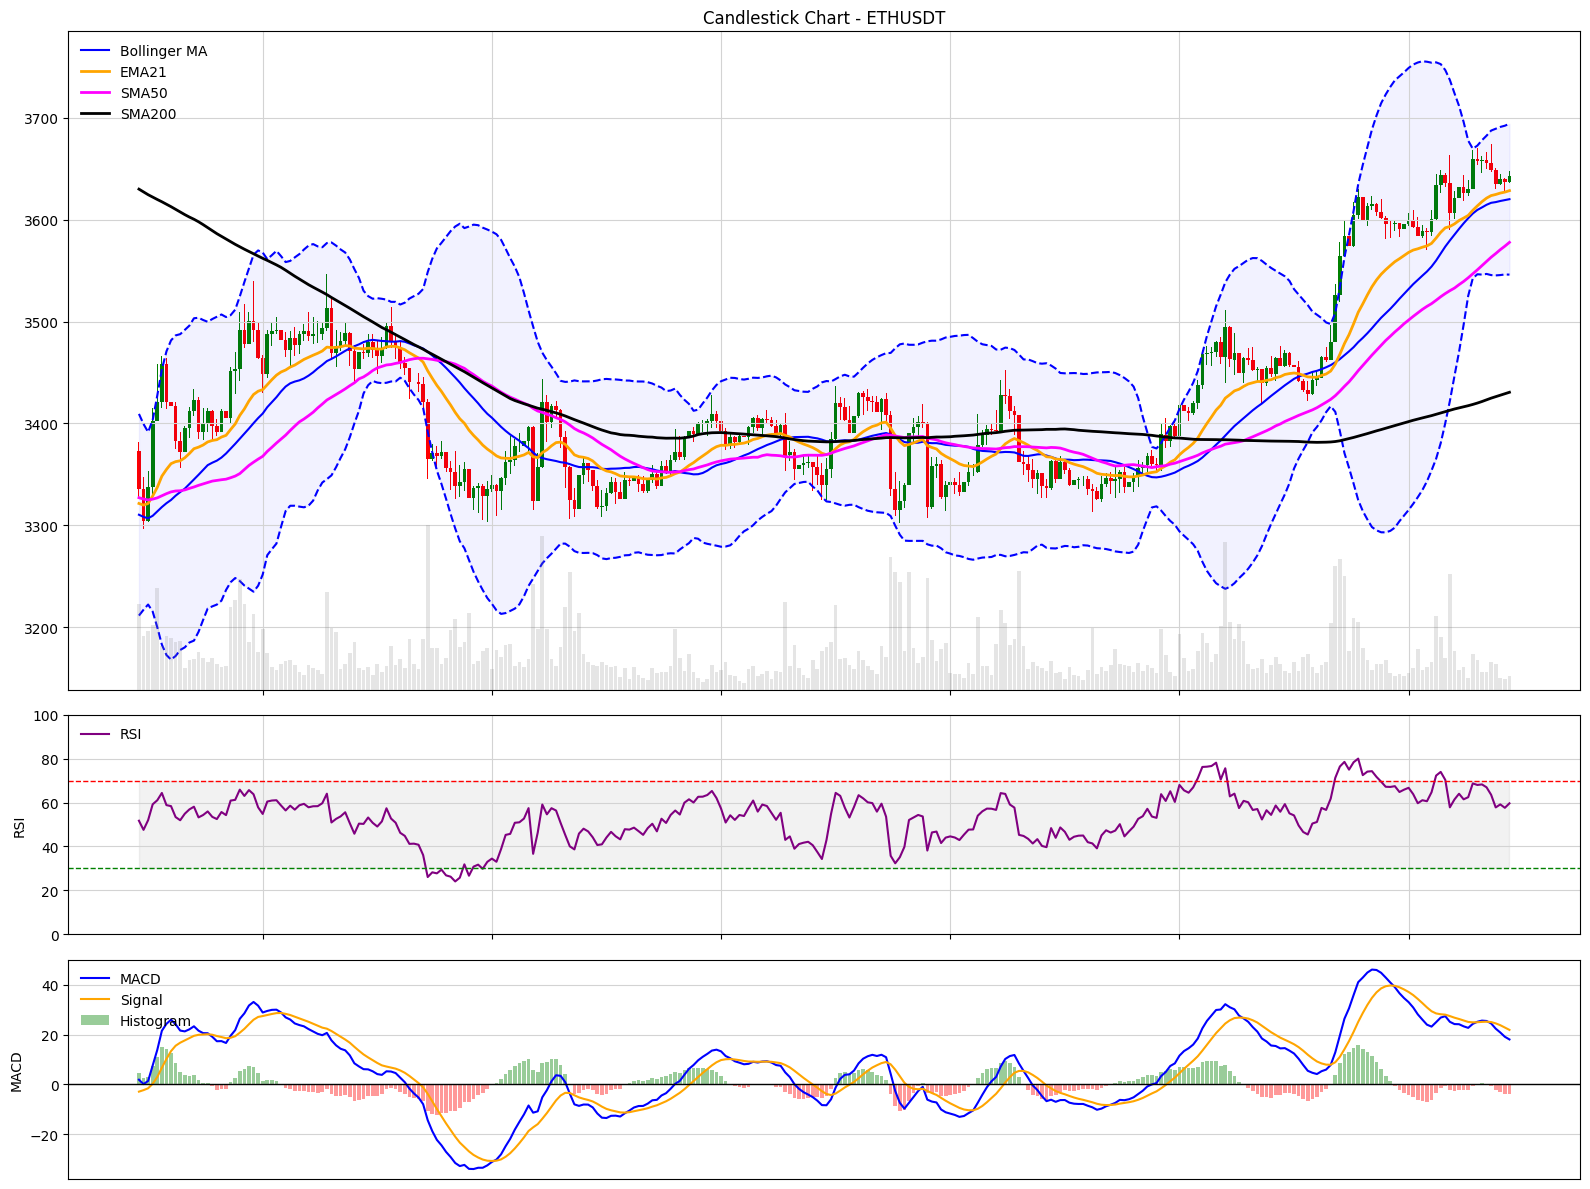 Candlestick Chart - ETHUSDT
Bollinger MA
EMA21
SMA50
SMA200
3700
3600
3500
3400
3300
3200
RSI
RSI
100
80
60
40
20
0
MACD
Signal
Histogram
MACD
40
20
0
−20